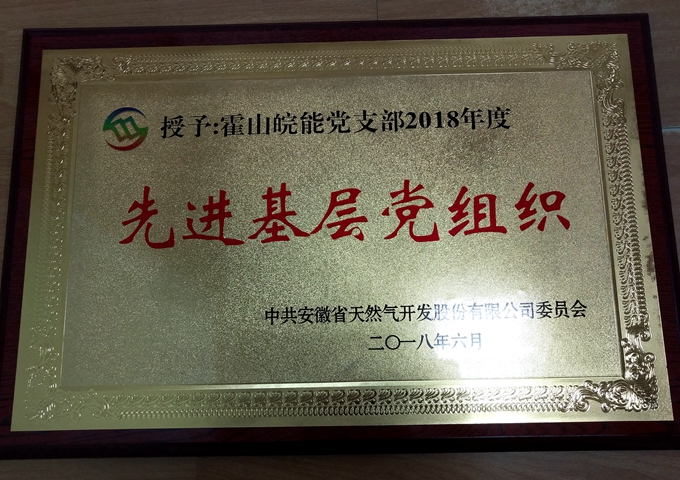 授予:霍山皖能党支部2018年度
先进基层党组织
中共安徽省天然气开发股份有限公司委员会
二〇一八年六月